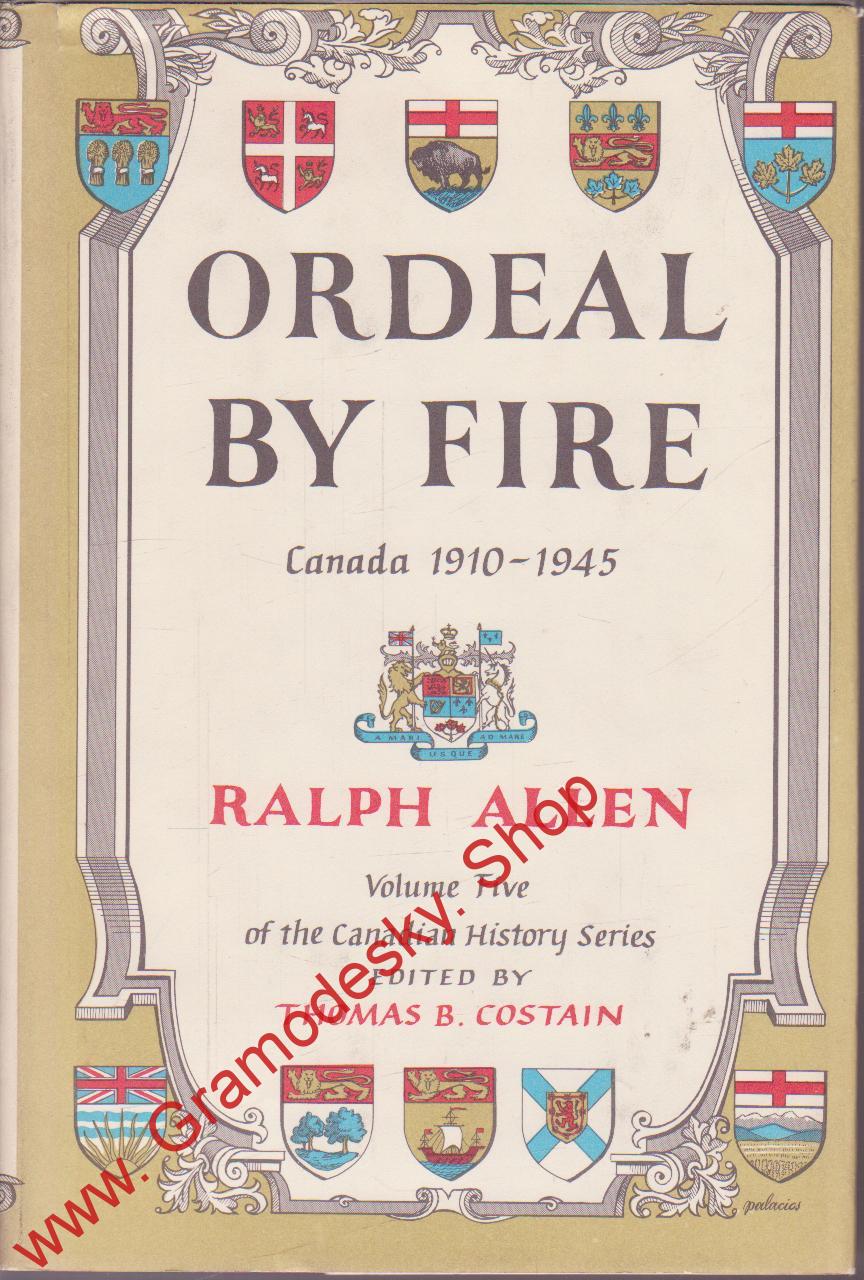 ORDEAL
BY FIRE
Canada 1910-1945
A MARI
AD MARE
USQUE
RALPH ALLEN
Volume Five
of the Canadian History Series
EDITED BY
THOMAS B. COSTAIN
palacios
www.Gramodesky.Shop